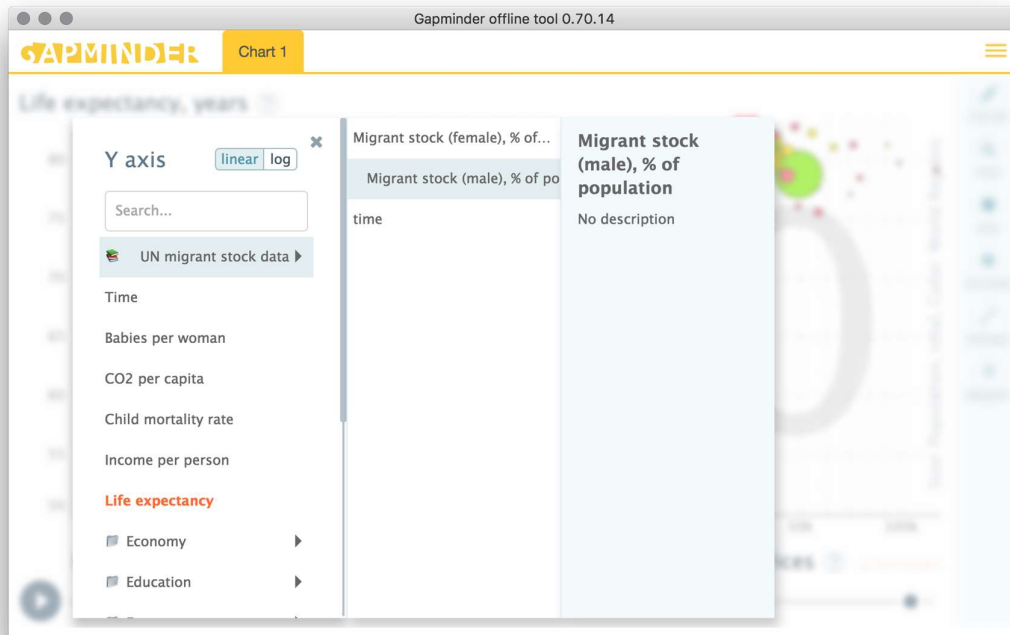 Gapminder offline tool 0.70.14
GAPMINDER
Chart 1
Life expectancy, years
Y axis
linear log
Search...
UN migrant stock data
Time
Babies per woman
CO2 per capita
Child mortality rate
Income per person
Life expectancy
Economy
Education
Migrant stock (female), % of...
Migrant stock (male), % of po
time
Migrant stock
(male), % of
population
No description